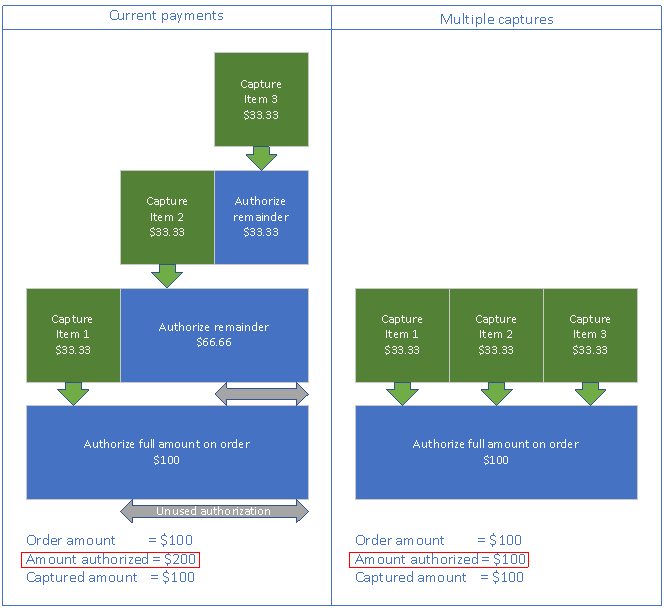 Current payments
Capture
Item 3
$33.33
Capture
Item 2
$33.33
Authorize
remainder
$33.33
Capture
Item 1
$33.33
Authorize remainder
$66.66
Authorize full amount on order
$100
Unused authorization
Order amount = $100
Amount authorized = $200
Captured amount = $100
Multiple captures
Capture
Item 1
$33.33
Capture
Item 2
$33.33
Capture
Item 3
$33.33
Authorize full amount on order
$100
Order amount = $100
Amount authorized = $100
Captured amount = $100